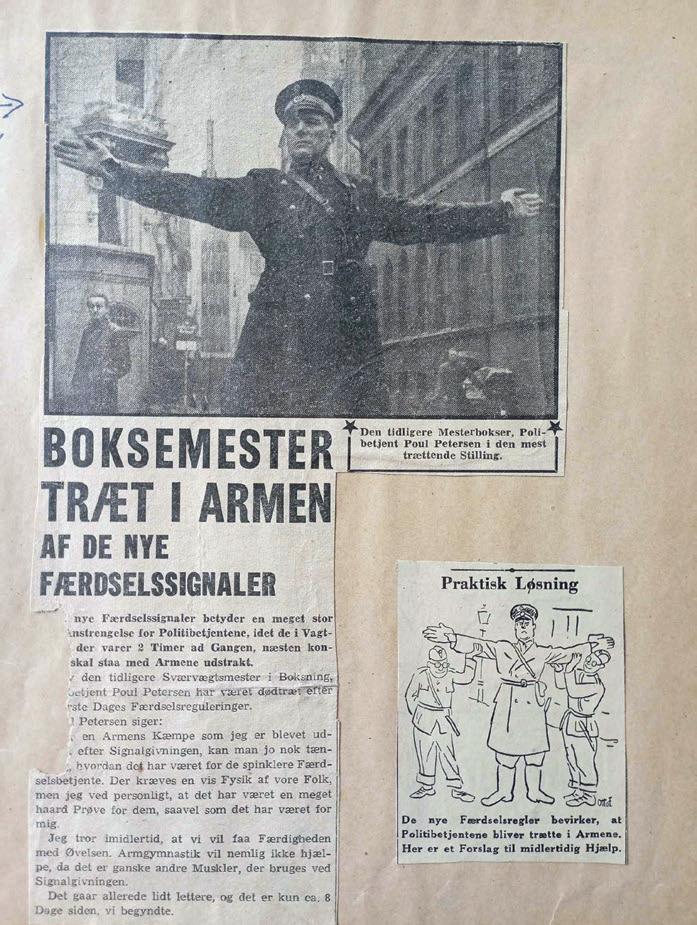 Den tidligere Mesterbokser, Poli-
betjent Poul Petersen i den mest
trættende Stilling.
BOKSEMESTER
TRÆT I ARMEN
AF DE NYE
FÆRDSELSSIGNALER
nye Færdselssignaler betyder en meget stor
nstrengelse for Politibetjentene, idet de i Vagt-
der varer 2 Timer ad Gangen, næsten kon-
skal staa med Armene udstrakt.
den tidligere Sværvægtsmester i Boksning,
betjent Poul Petersen har været dødtræt efter
rste Dages Færdselsreguleringer.
l Petersen siger:
en Armens Kæmpe som jeg er blevet ud-
efter Signalgivningen, kan man jo nok tæn-
hvordan det har været for de spinklere Færd-
selsbetjente. Der kræves en vis Fysik af vore Folk,
men jeg ved personligt, at det har været en meget
haard Prøve for dem, saavel som det har været for
mig.
Jeg tror imidlertid, at vi vil faa Færdigheden
med Øvelsen. Armgymnastik vil nemlig ikke hjæl-
pe, da det er ganske andre Muskler, der bruges ved
Signalgivningen.
Det gaar allerede lidt lettere, og det er kun ca. 8
Dage siden, vi begyndte.
Praktisk Løsning
De nye Færdselsregler bevirker, at
Politibetjentene bliver trætte i Armene.
Her er et Forslag til midlertidig Hjælp.